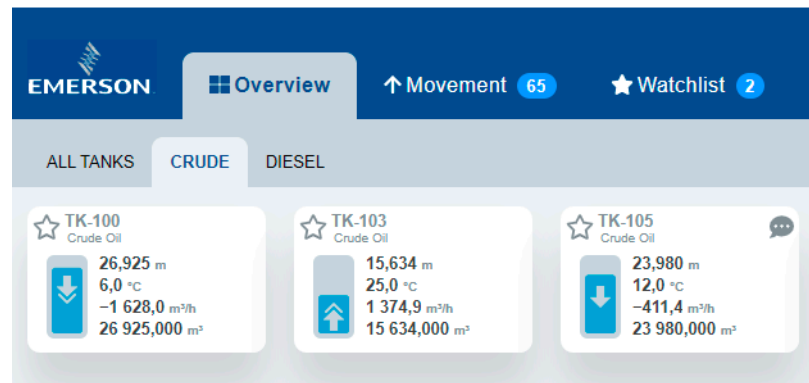 EMERSON
Overview
Movement 65
Watchlist 2
ALL TANKS
CRUDE
DIESEL
TK-100
Crude Oil
26,925 m
6,0 °C
−1 628,0 m³/h
26 925,000 m³
TK-103
Crude Oil
15,634 m
25,0 °C
1 374,9 m³/h
15 634,000 m³
TK-105
Crude Oil
23,980 m
12,0 °C
−411,4 m³/h
23 980,000 m³